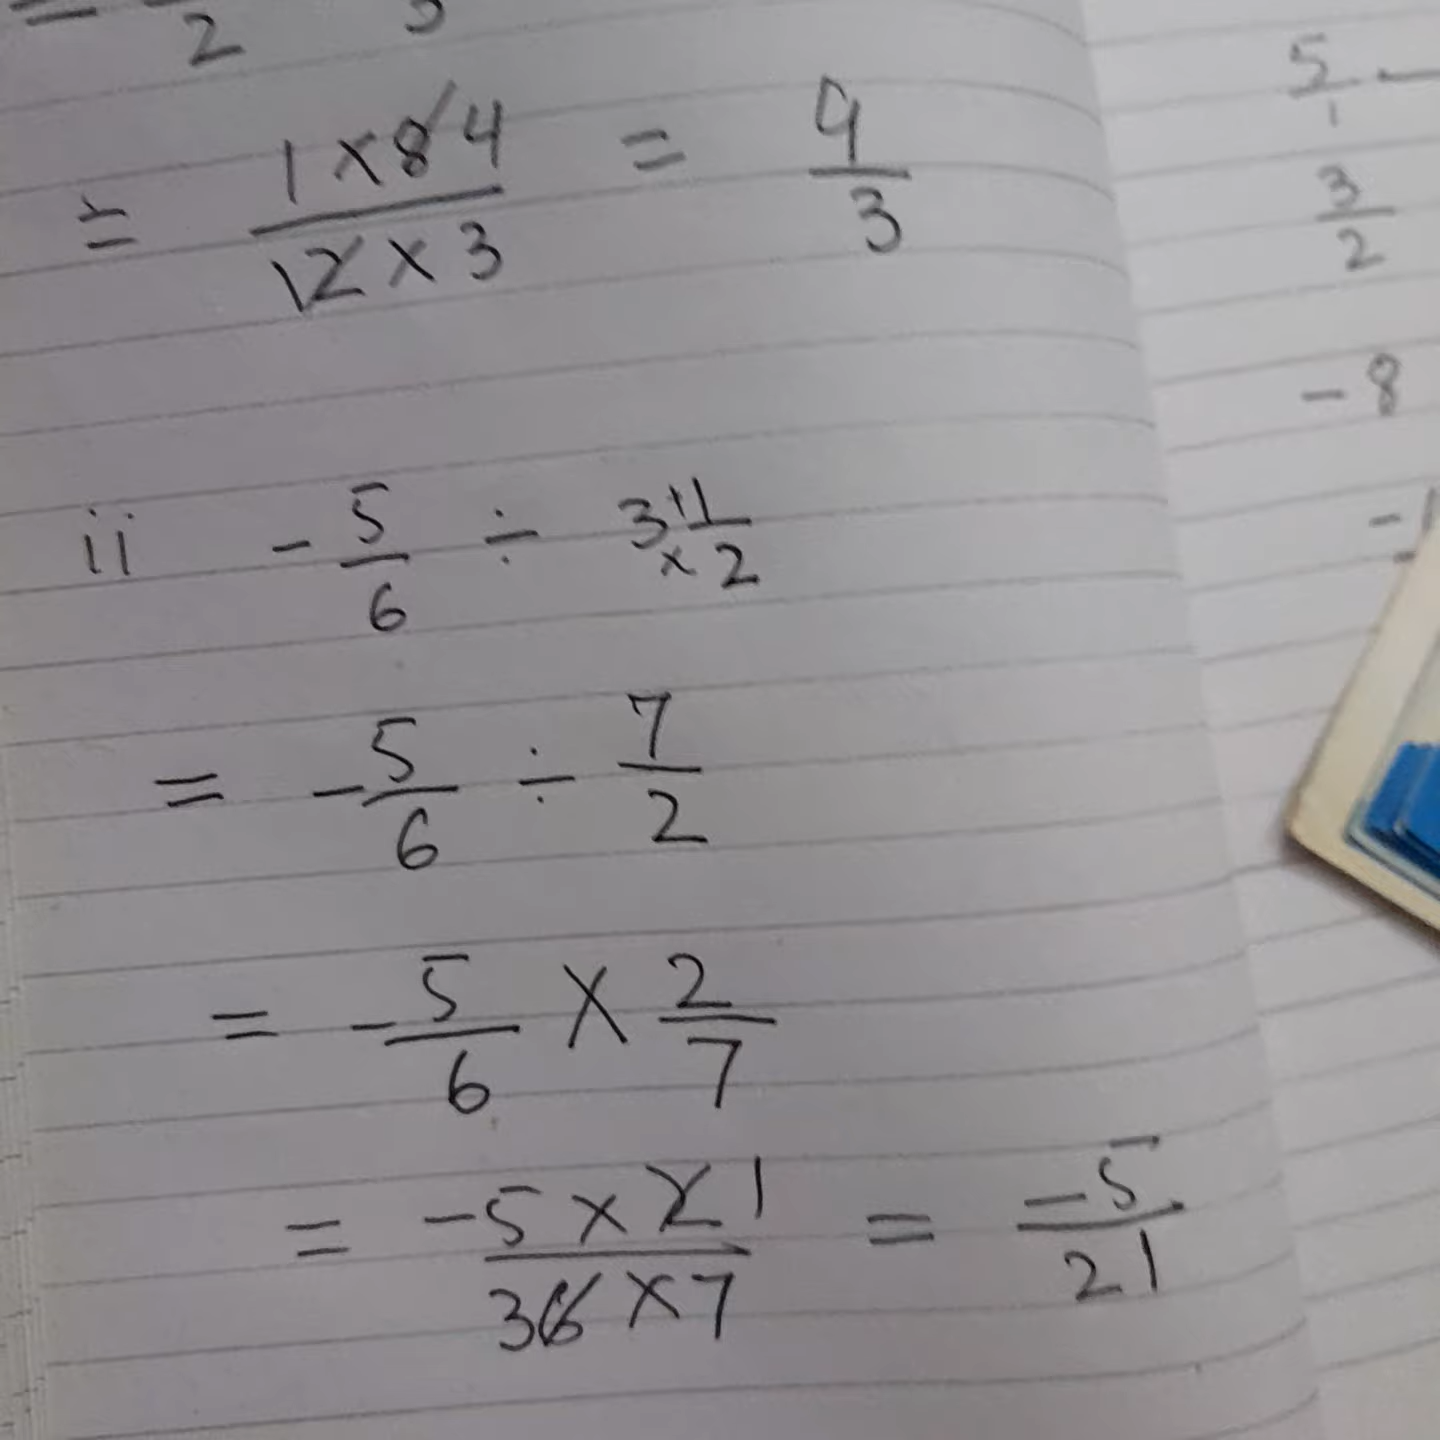 = 1 x 8 4 / 1 2 x 3 = 4 / 3
ii - 5/6 ÷ 3 + 1/2 x
= - 5/6 ÷ 7/2
= - 5/6 × 2/7
= -5 × 2 1 / 3 6 × 7 = -5/21
5/1 -
3/2
- 8